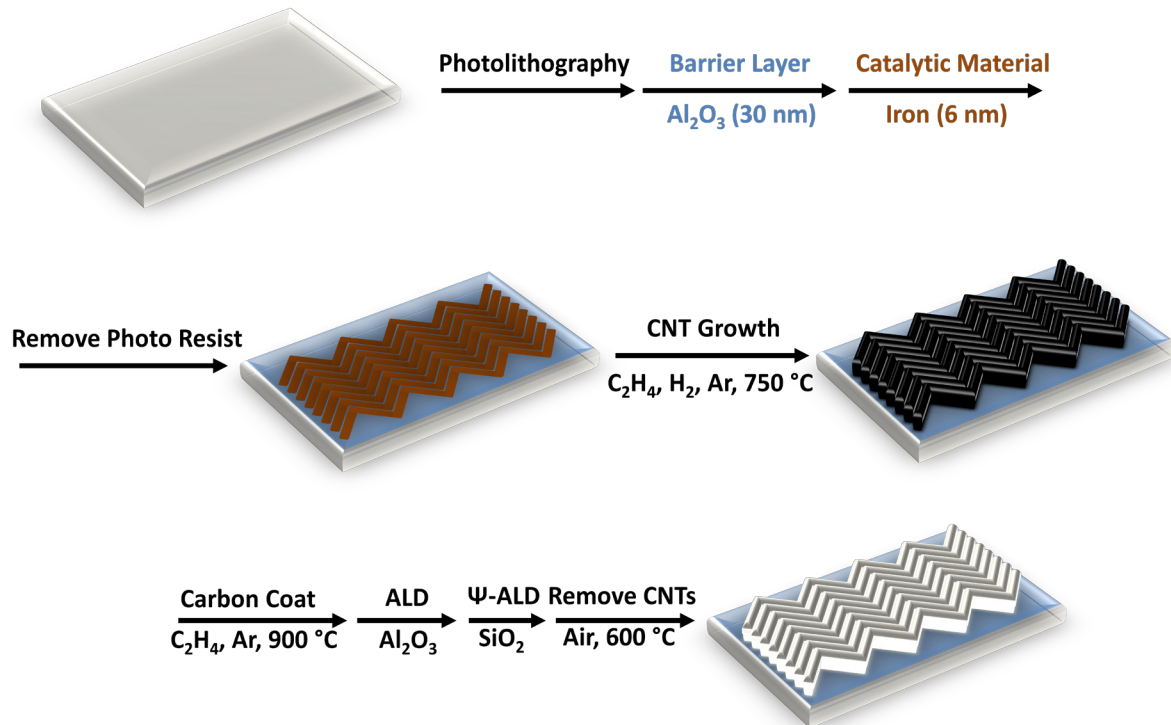 Photolithography
Barrier Layer
Al₂O₃ (30 nm)
Catalytic Material
Iron (6 nm)
Remove Photo Resist
CNT Growth
C₂H₄, H₂, Ar, 750 °C
Carbon Coat
C₂H₄, Ar, 900 °C
ALD
Al₂O₃
Ψ-ALD
SiO₂
Remove CNTs
Air, 600 °C